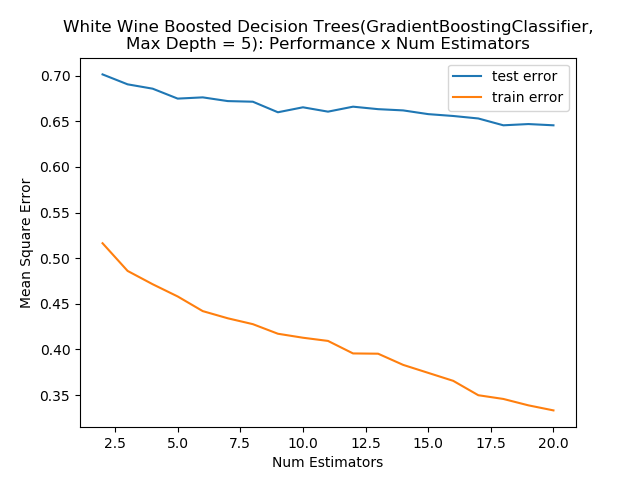 White Wine Boosted Decision Trees(GradientBoostingClassifier,
Max Depth = 5): Performance x Num Estimators
test error
train error
Mean Square Error
0.70
0.65
0.60
0.55
0.50
0.45
0.40
0.35
2.5 5.0 7.5 10.0 12.5 15.0 17.5 20.0
Num Estimators